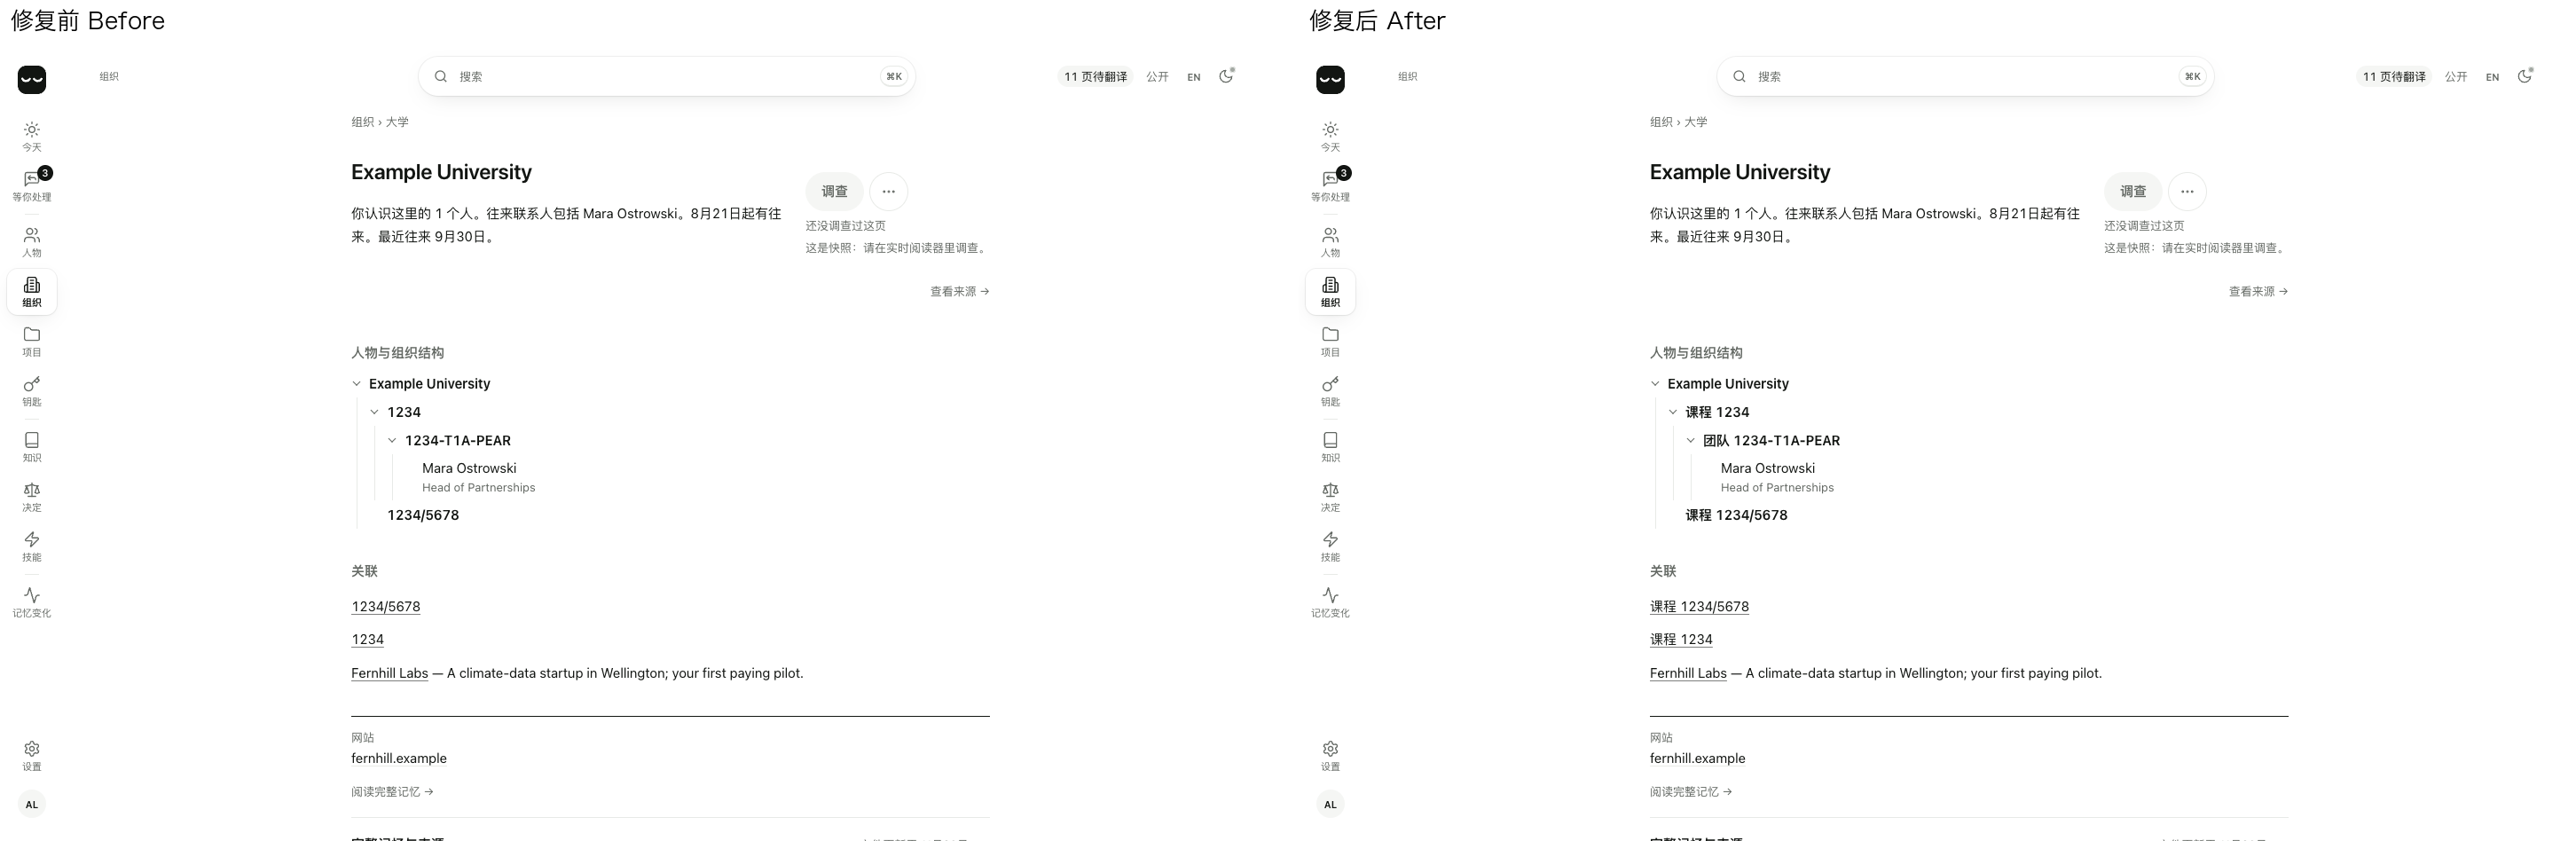 修复前 Before
组织
搜索
⌘K
11 页待翻译
公开
EN
今天
3
等你处理
人物
组织
项目
钥匙
知识
决定
技能
记忆变化
设置
AL
组织 › 大学
Example University
你认识这里的 1 个人。往来联系人包括 Mara Ostrowski。8月21日起有往
来。最近往来 9月30日。
调查
还没调查过这页
这是快照：请在实时阅读器里调查。
查看来源 →
人物与组织结构
Example University
1234
1234-T1A-PEAR
Mara Ostrowski
Head of Partnerships
1234/5678
关联
1234/5678
1234
Fernhill Labs — A climate-data startup in Wellington; your first paying pilot.
网站
fernhill.example
阅读完整记忆 →
修复后 After
组织
搜索
⌘K
11 页待翻译
公开
EN
今天
3
等你处理
人物
组织
项目
钥匙
知识
决定
技能
记忆变化
设置
AL
组织 › 大学
Example University
你认识这里的 1 个人。往来联系人包括 Mara Ostrowski。8月21日起有往
来。最近往来 9月30日。
调查
还没调查过这页
这是快照：请在实时阅读器里调查。
查看来源 →
人物与组织结构
Example University
课程 1234
团队 1234-T1A-PEAR
Mara Ostrowski
Head of Partnerships
课程 1234/5678
关联
课程 1234/5678
课程 1234
Fernhill Labs — A climate-data startup in Wellington; your first paying pilot.
网站
fernhill.example
阅读完整记忆 →